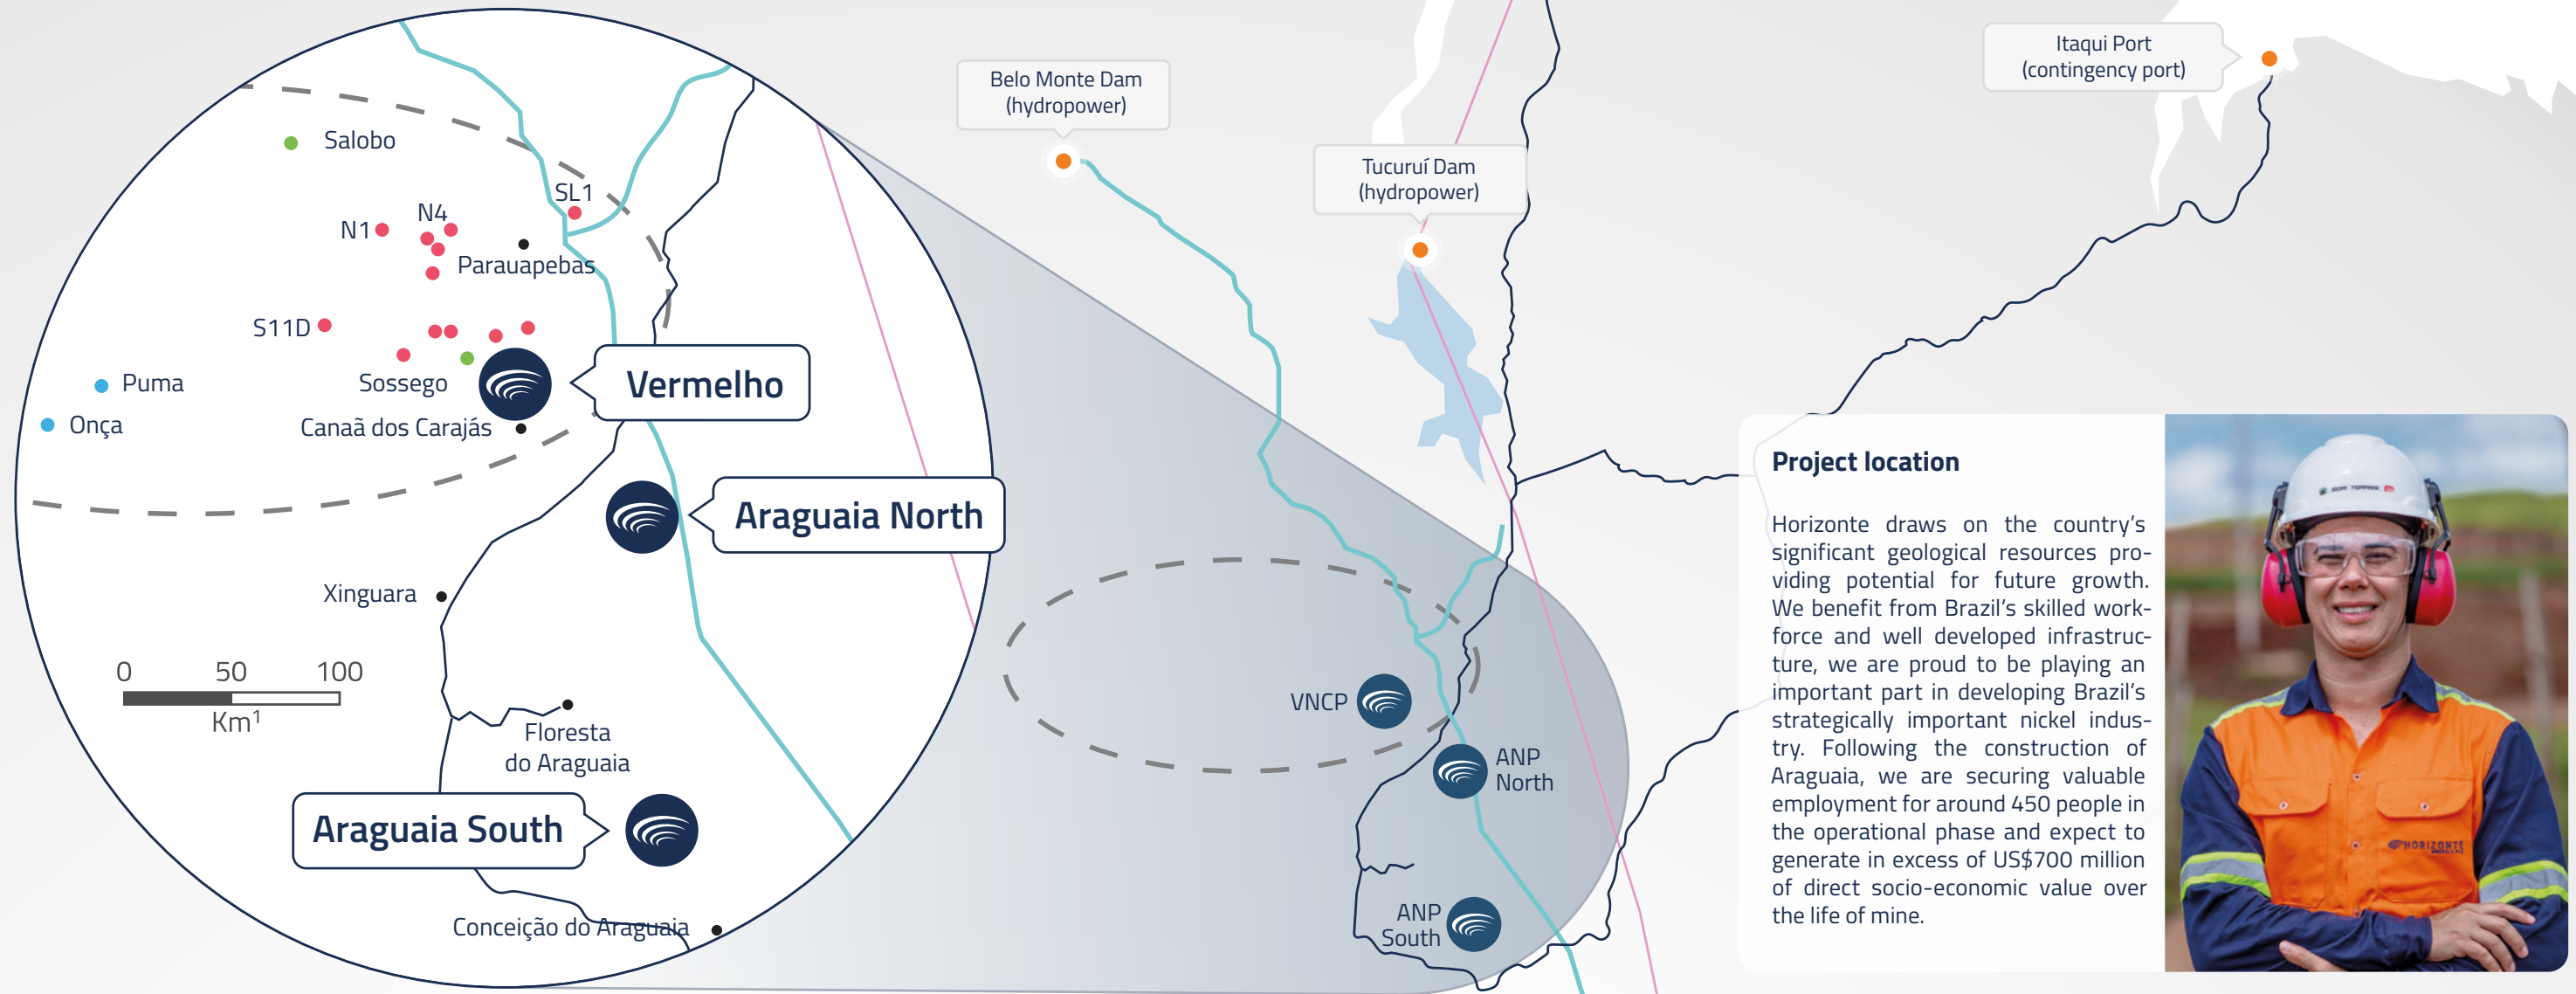 Salobo
SL1
N4
N1
Parauapebas
S11D
Puma
Sossego
Vermelho
Onça
Canaã dos Carajás
Araguaia North
Xinguara
0 50 100
Km¹
Floresta
do Araguaia
Araguaia South
Conceição do Araguaia
Belo Monte Dam
(hydropower)
Tucuruí Dam
(hydropower)
Itaqui Port
(contingency port)
VNCP
ANP
North
ANP
South
Project location
Horizonte draws on the country’s
significant geological resources pro-
viding potential for future growth.
We benefit from Brazil’s skilled work-
force and well developed infrastruc-
ture, we are proud to be playing an
important part in developing Brazil’s
strategically important nickel indus-
try. Following the construction of
Araguaia, we are securing valuable
employment for around 450 people in
the operational phase and expect to
generate in excess of US$700 million
of direct socio-economic value over
the life of mine.
HORIZONTE